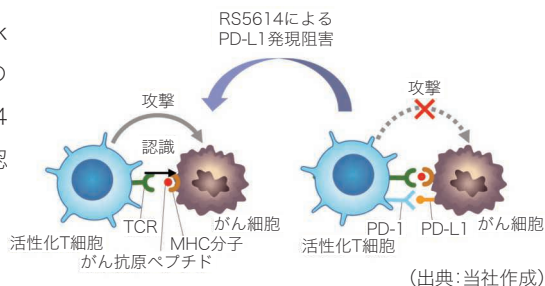 RS5614による
PD-L1発現阻害
k
の
4
認
攻撃
認識
TCR
がん細胞
活性化T細胞
MHC分子
がん抗原ペプチド
攻撃
PD-1
PD-L1
がん細胞
活性化T細胞
(出典:当社作成)